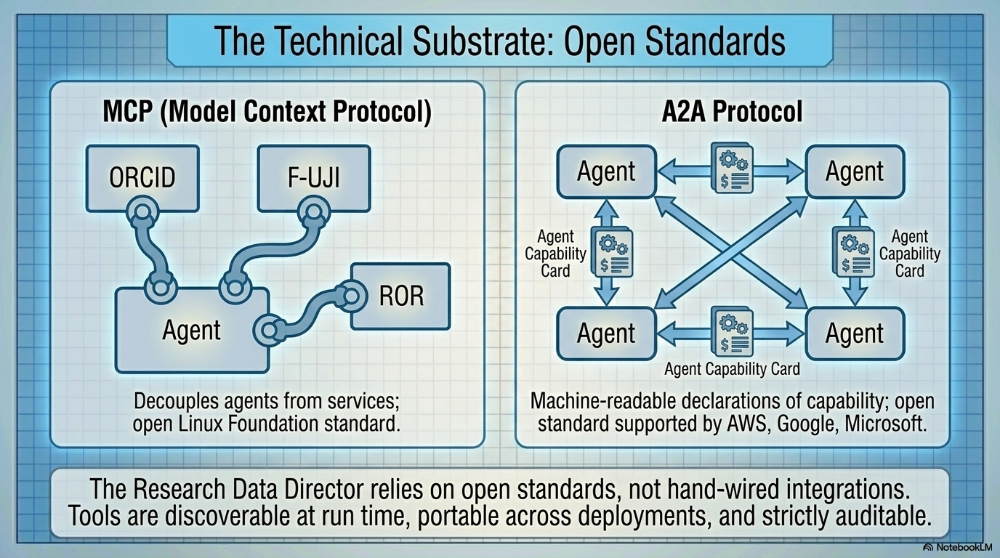 The Technical Substrate: Open Standards
MCP (Model Context Protocol)
ORCID
F-UJI
ROR
Agent
Decouples agents from services;
open Linux Foundation standard.
A2A Protocol
Agent
$
Agent
Agent
Capability
Card
$
$
Agent
Capability
Card
Agent
$
Agent
Agent Capability Card
Machine-readable declarations of capability; open
standard supported by AWS, Google, Microsoft.
The Research Data Director relies on open standards, not hand-wired integrations.
Tools are discoverable at run time, portable across deployments, and strictly auditable.
NotebookLM